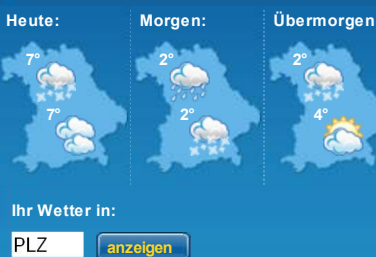 Heute: Morgen: Übermorgen
7° 2° 2°
7° 2° 4°
Ihr Wetter in:
PLZ anzeigen